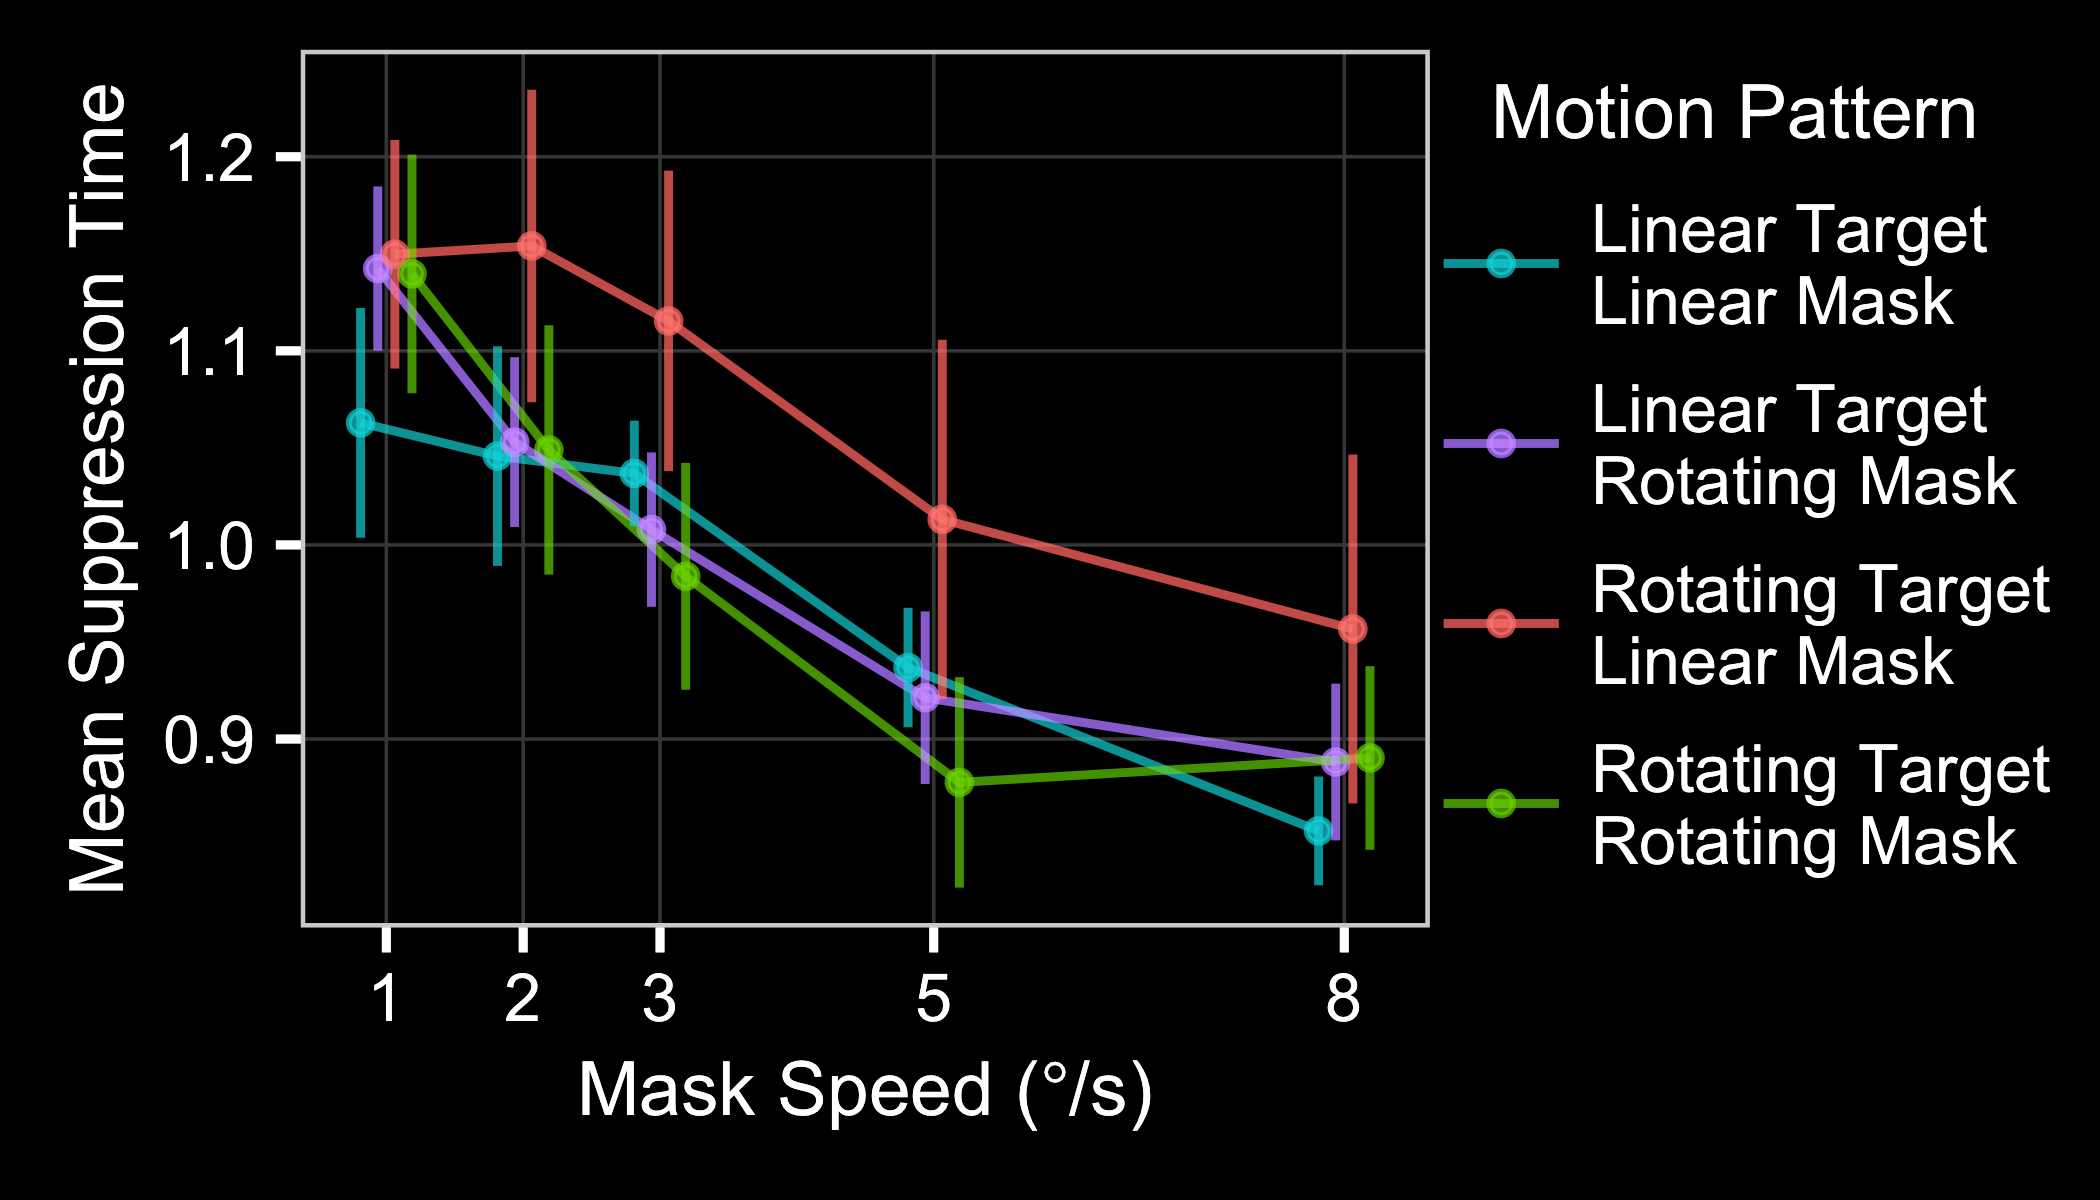 Mean Suppression Time
1.2
1.1
1.0
0.9
1
2
3
5
8
Mask Speed (°/s)
Motion Pattern
Linear Target
Linear Mask
Linear Target
Rotating Mask
Rotating Target
Linear Mask
Rotating Target
Rotating Mask